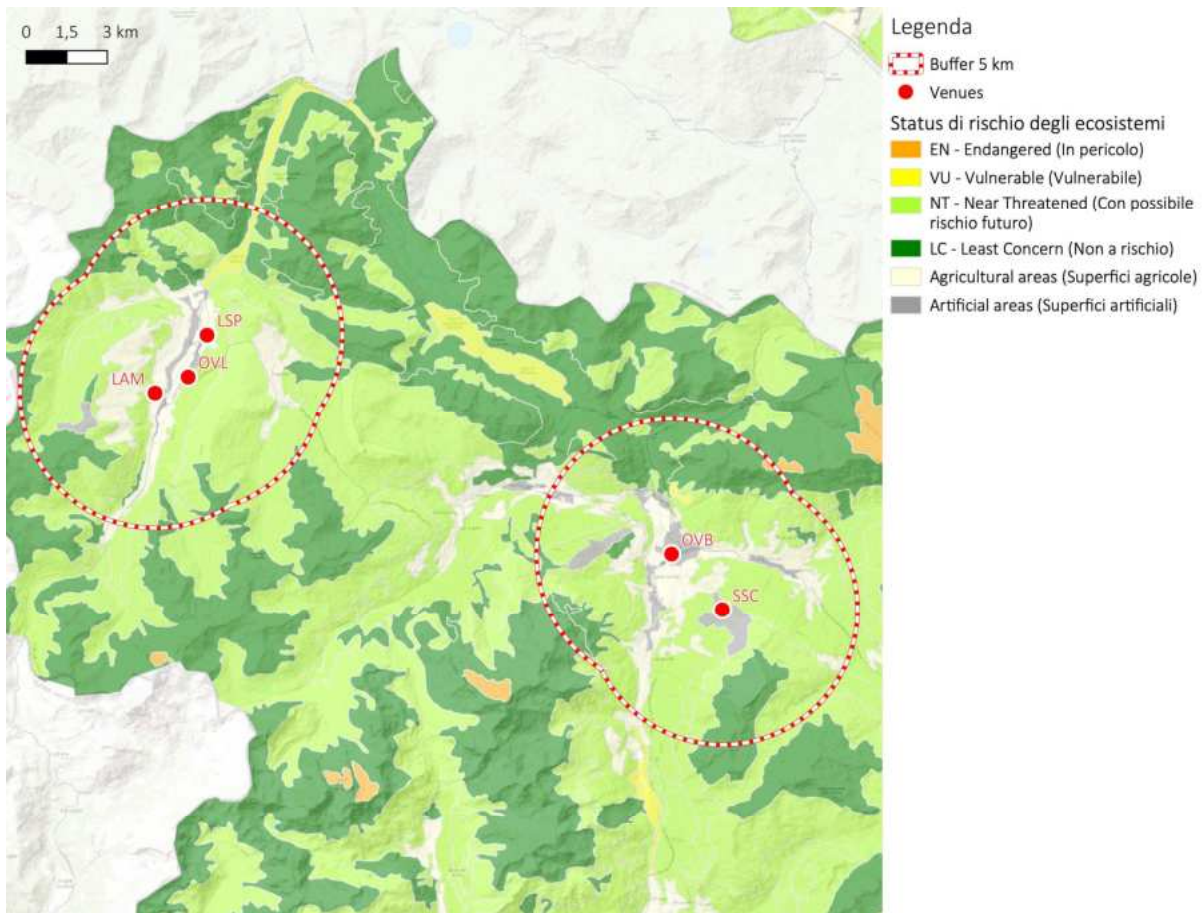 0 1,5 3 km
LSP
OVL
LAM
OVB
SSC
Legenda
Buffer 5 km
Venues
Status di rischio degli ecosistemi
EN - Endangered (In pericolo)
VU - Vulnerable (Vulnerabile)
NT - Near Threatened (Con possibile
rischio futuro)
LC - Least Concern (Non a rischio)
Agricultural areas (Superfici agricole)
Artificial areas (Superfici artificiali)